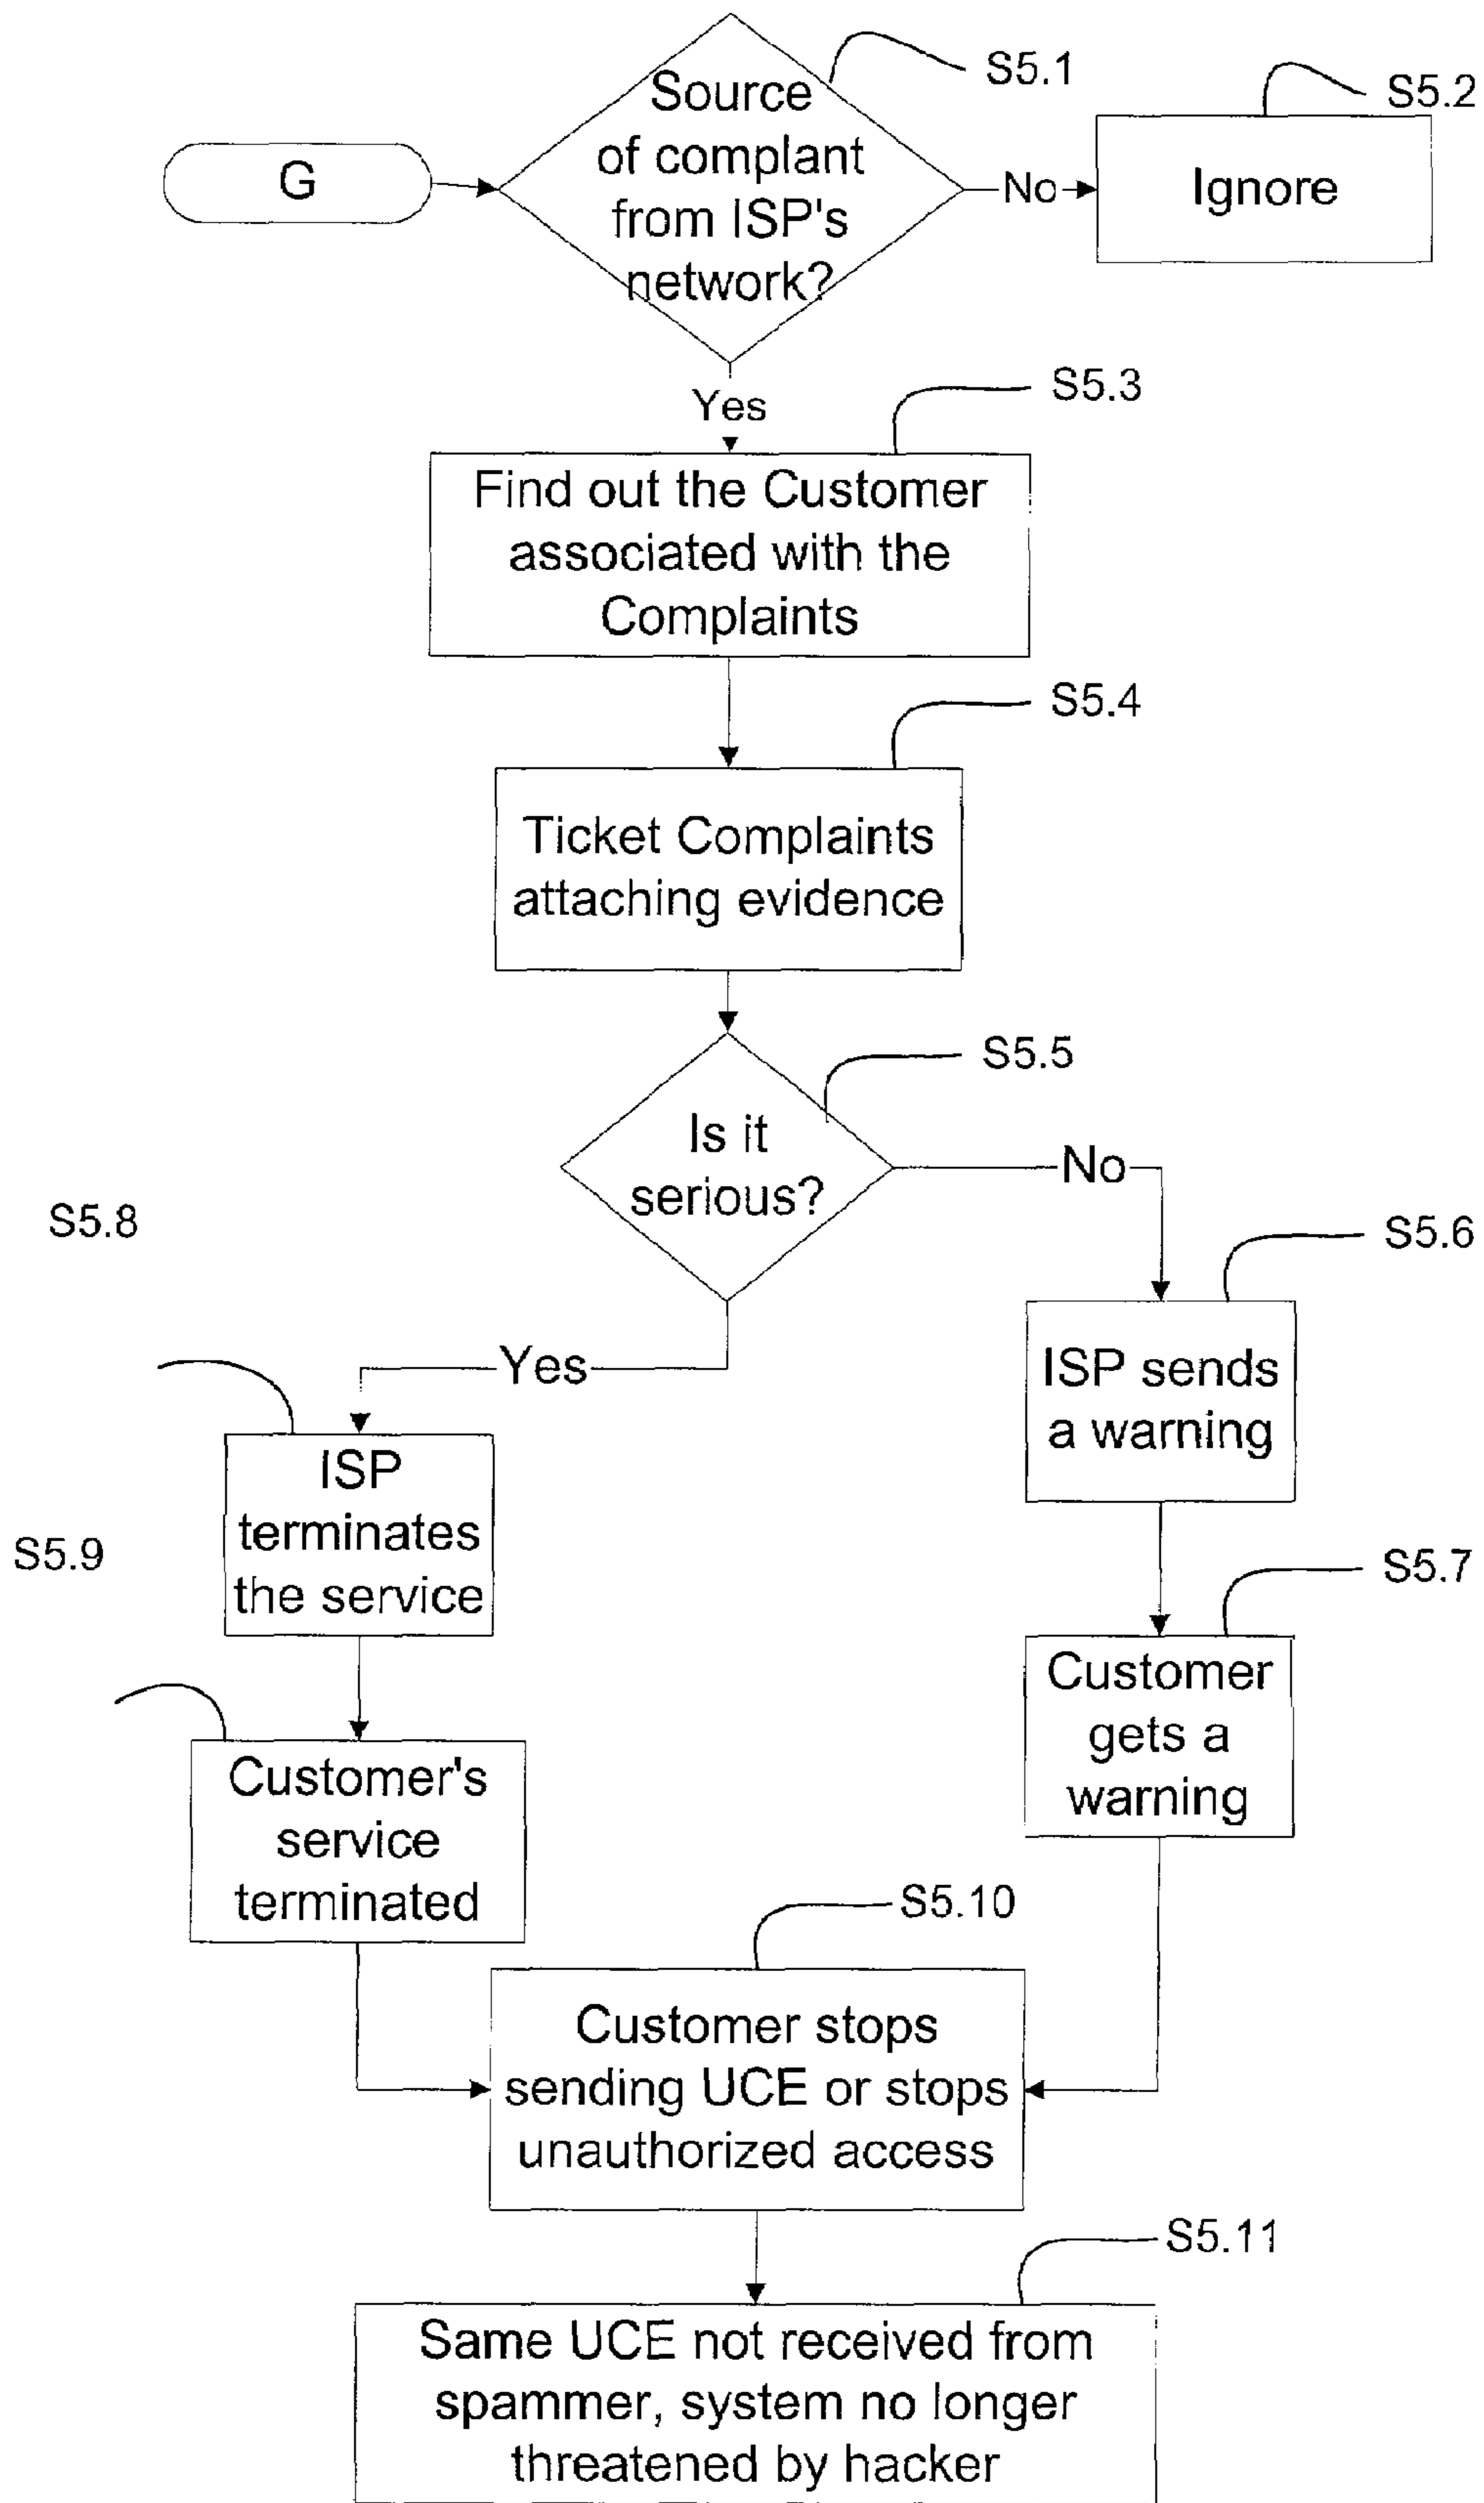 S5.1
S5.2
G
Source
of complant
from ISP's
network?
No
Ignore
Yes
S5.3
Find out the Customer
associated with the
Complaints
S5.4
Ticket Complaints
attaching evidence
S5.5
Is it
serious?
No
S5.8
S5.6
Yes
ISP sends
a warning
ISP
terminates
the service
S5.9
S5.7
Customer
gets a
warning
Customer's
service
terminated
S5.10
Customer stops
sending UCE or stops
unauthorized access
S5.11
Same UCE not received from
spammer, system no longer
threatened by hacker